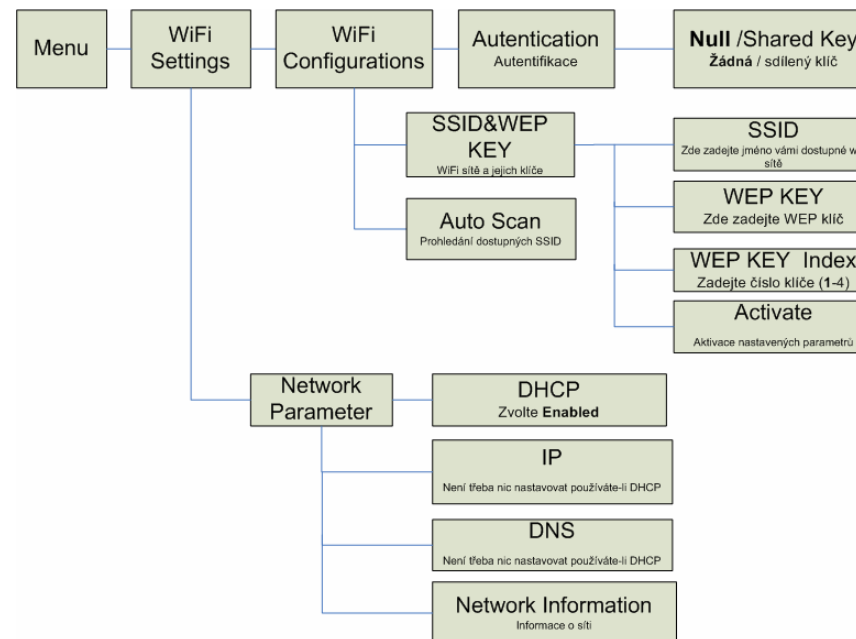 Menu
WiFi
Settings
WiFi
Configurations
Autentication
Autentifikace
Null /Shared Key
Žádná / sdílený klíč
SSID&WEP
KEY
WiFi sítě a jejich klíče
SSID
Zde zadejte jméno vámi dostupné
sítě
WEP KEY
Zde zadejte WEP klíč
Auto Scan
Prohledání dostupných SSID
WEP KEY Index
Zadejte číslo klíče (1-4)
Activate
Aktivace nastavených parametrů
Network
Parameter
DHCP
Zvolte Enabled
IP
Není třeba nic nastavovat používáte-li DHCP
DNS
Není třeba nic nastavovat používáte-li DHCP
Network Information
Informace o síti